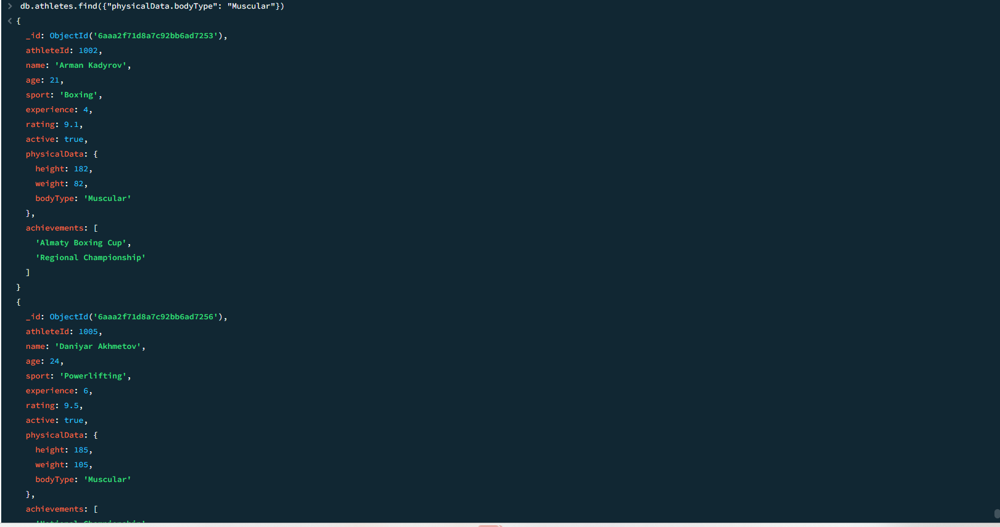 > db.athletes.find({"physicalData.bodyType": "Muscular"})
< {
_id: ObjectId('6aaa2f71d8a7c92bb6ad7253'),
athleteId: 1002,
name: 'Arman Kadyrov',
age: 21,
sport: 'Boxing',
experience: 4,
rating: 9.1,
active: true,
physicalData: {
height: 182,
weight: 82,
bodyType: 'Muscular'
},
achievements: [
'Almaty Boxing Cup',
'Regional Championship'
]
}
{
_id: ObjectId('6aaa2f71d8a7c92bb6ad7256'),
athleteId: 1005,
name: 'Daniyar Akhmetov',
age: 24,
sport: 'Powerlifting',
experience: 6,
rating: 9.5,
active: true,
physicalData: {
height: 185,
weight: 105,
bodyType: 'Muscular'
},
achievements: [
'National Championship'